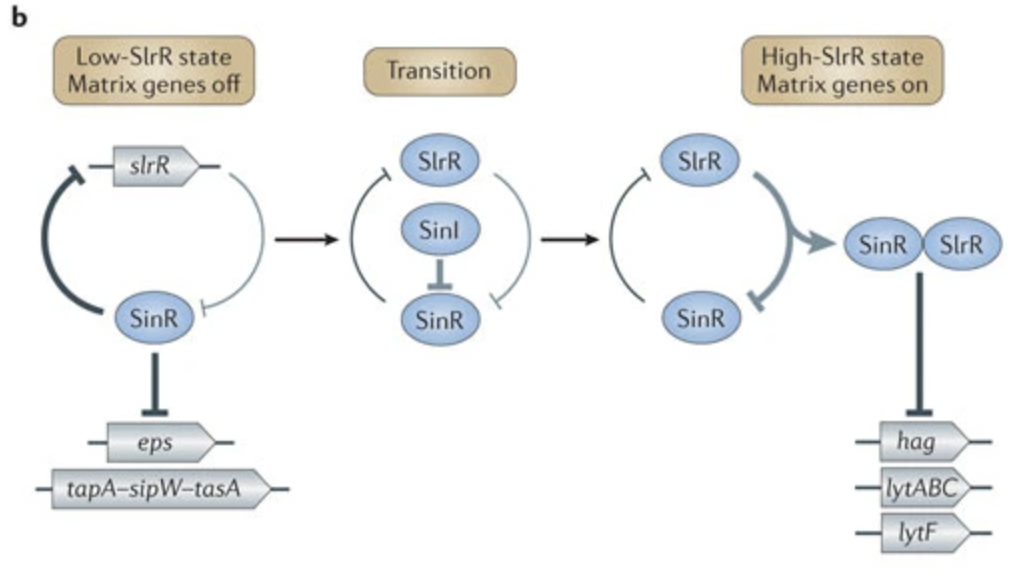 b
Low-SlrR state
Matrix genes off
Transition
High-SlrR state
Matrix genes on
slrR
SinR
eps
tapA–sipW–tasA
SlrR
SinI
SinR
SlrR
SinR
SinR
SlrR
hag
lytABC
lytF